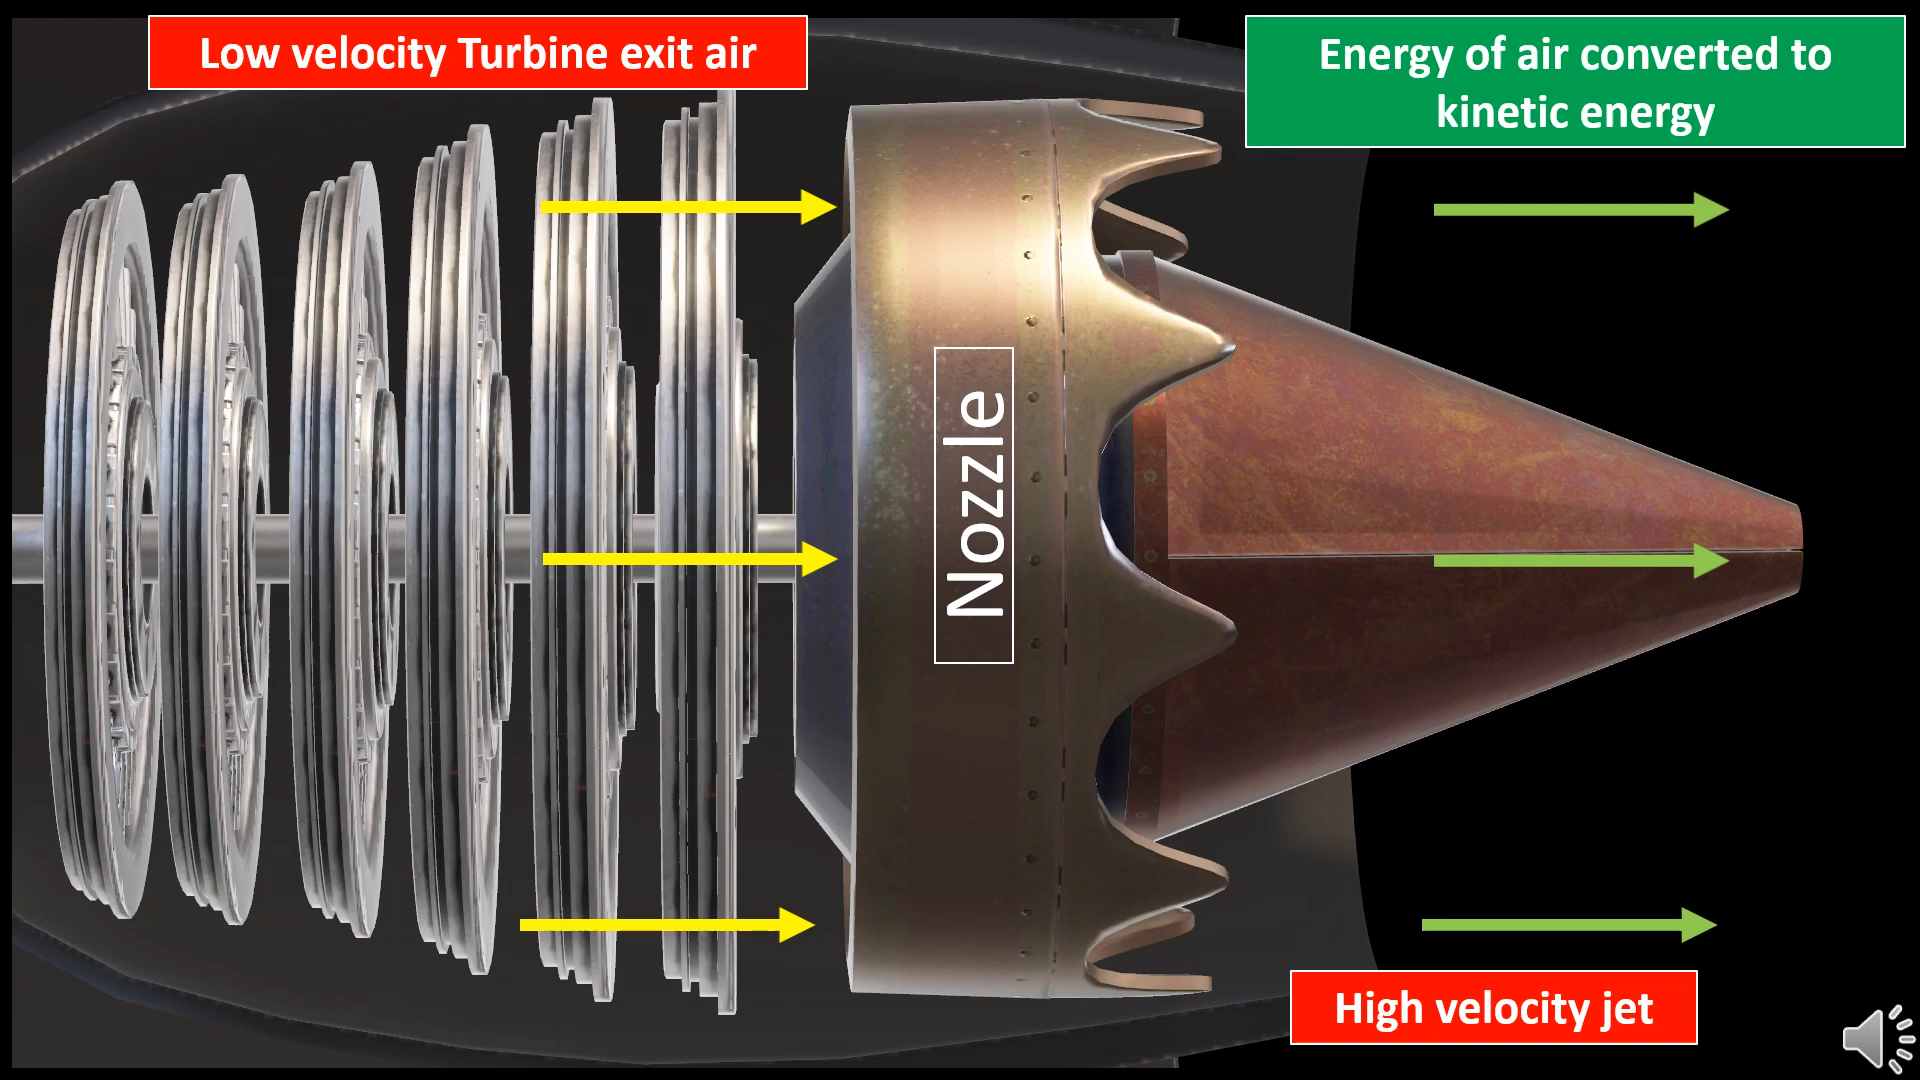 Low velocity Turbine exit air
Energy of air converted to
kinetic energy
Nozzle
High velocity jet